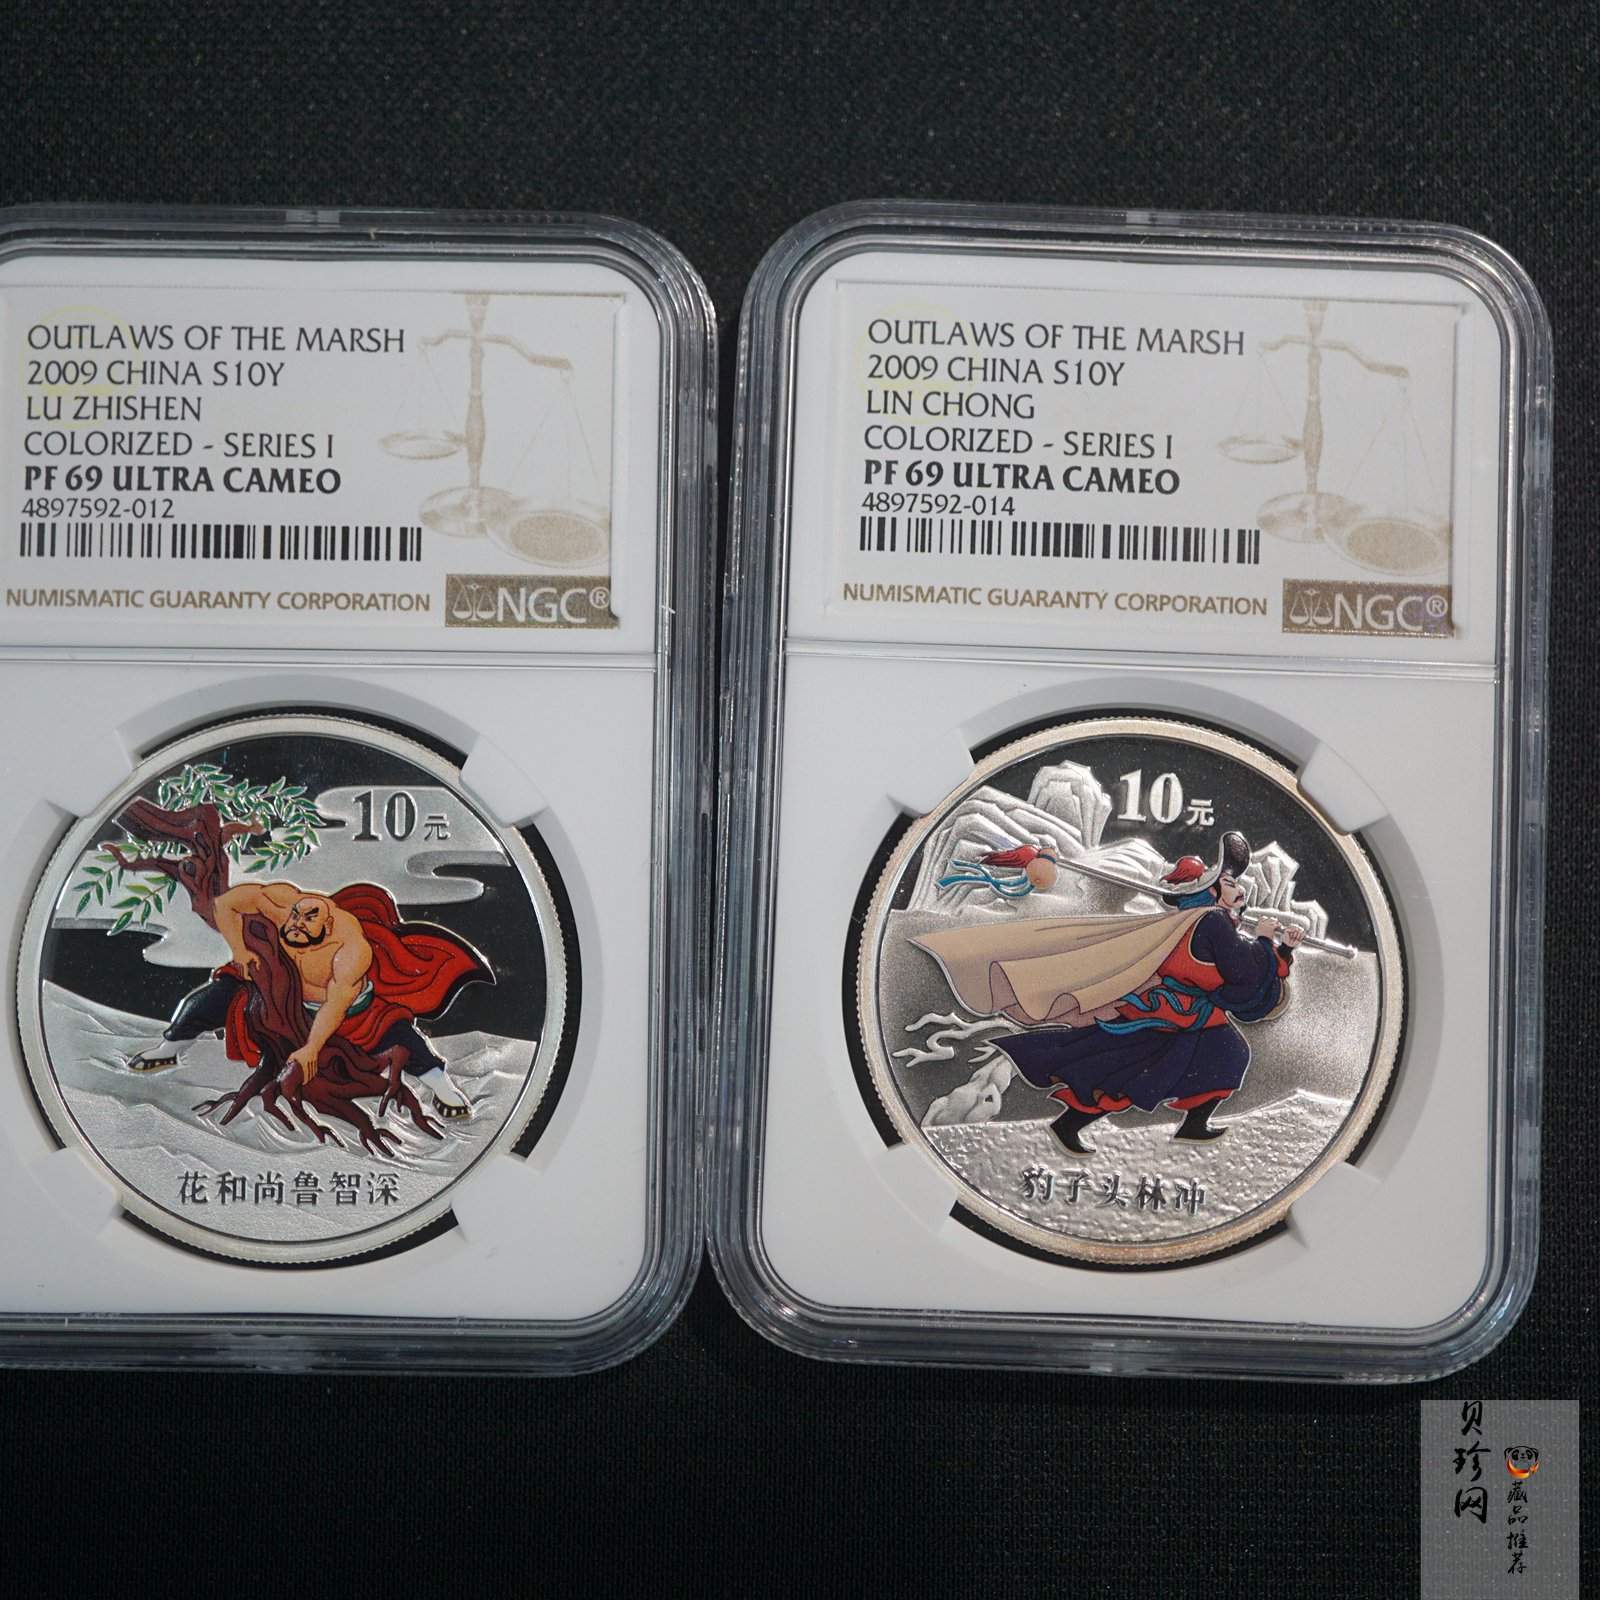 OUTLAWS OF THE MARSH
2009 CHINA S10Y
LU ZHISHEN
COLORIZED - SERIES I
PF 69 ULTRA CAMEO
4897592-012
NUMISMATIC GUARANTY CORPORATION
NGC®
10元
花和尚鲁智深
OUTLAWS OF THE MARSH
2009 CHINA S10Y
LIN CHONG
COLORIZED - SERIES I
PF 69 ULTRA CAMEO
4897592-014
NUMISMATIC GUARANTY CORPORATION
NGC®
10元
豹子头林冲
贝珍网
藏品推荐